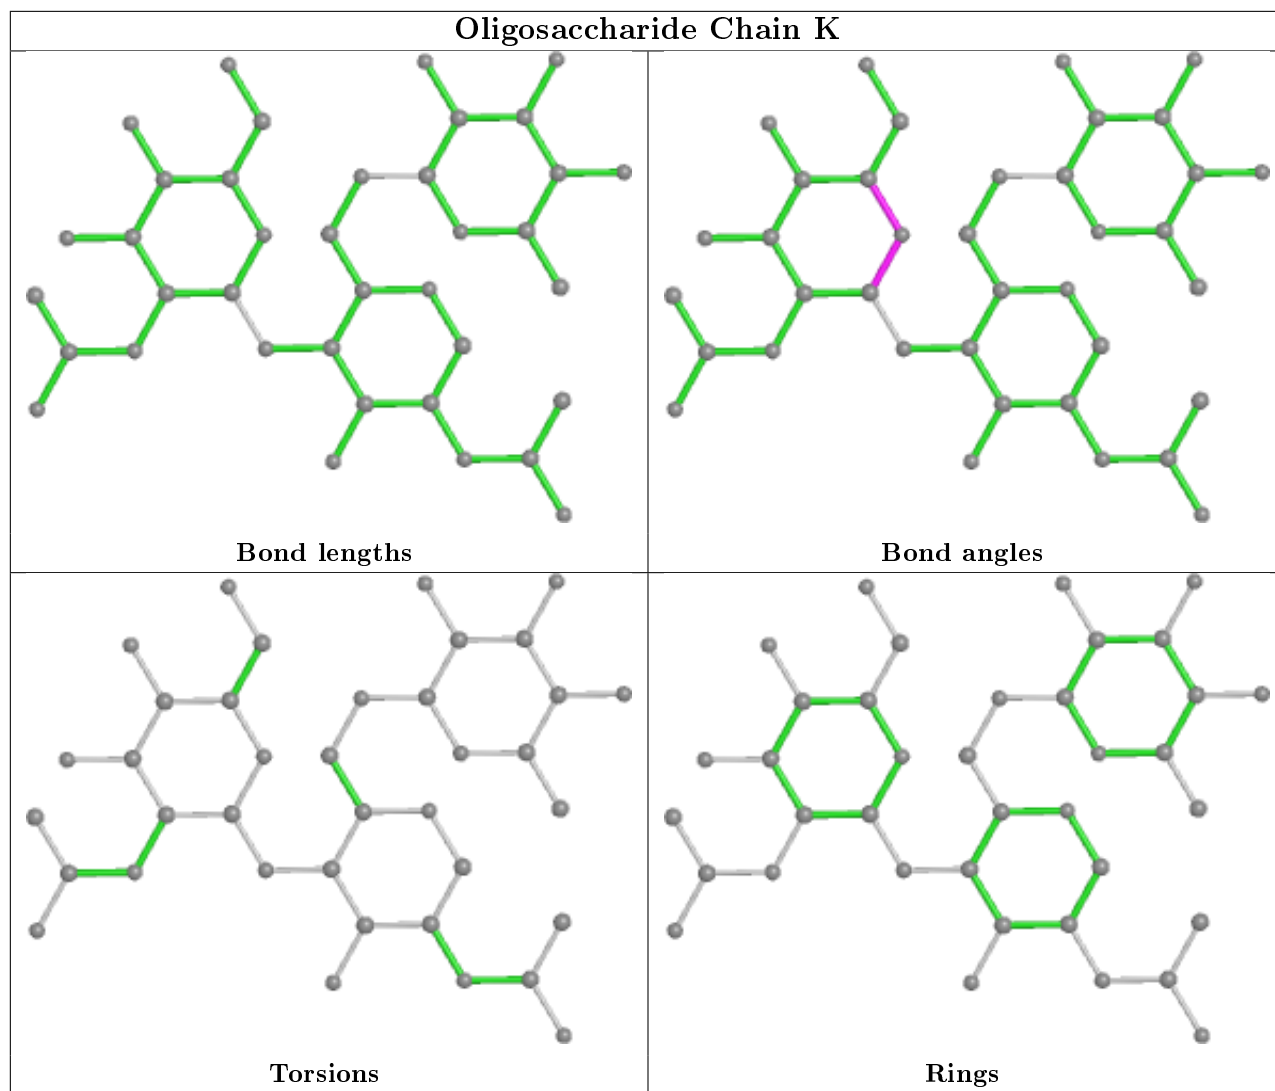 Oligosaccharide Chain K
Bond lengths
Bond angles
Torsions
Rings